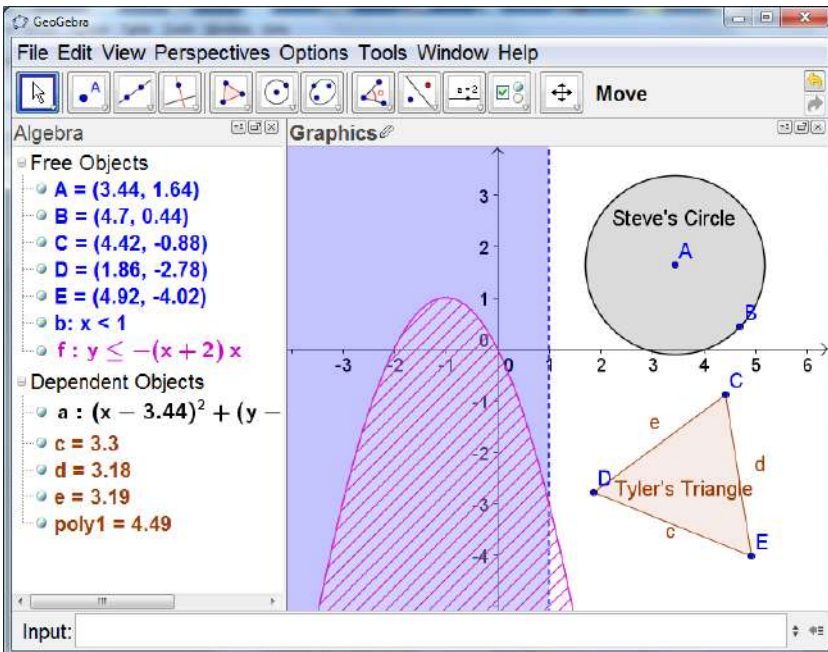 GeoGebra
File Edit View Perspectives Options Tools Window Help
A
a=2
Move
Algebra
Graphics
Free Objects
A = (3.44, 1.64)
B = (4.7, 0.44)
C = (4.42, -0.88)
D = (1.86, -2.78)
E = (4.92, -4.02)
b: x < 1
f : y ≤ −(x + 2) x
Dependent Objects
a : (x − 3.44)² + (y −
c = 3.3
d = 3.18
e = 3.19
poly1 = 4.49
3
2
1
0
-3 -2 -1 0 1 2 3 4 5 6
-1
-2
-3
-4
Steve's Circle
A
B
C
e
d
D
Tyler's Triangle
c
E
Input: